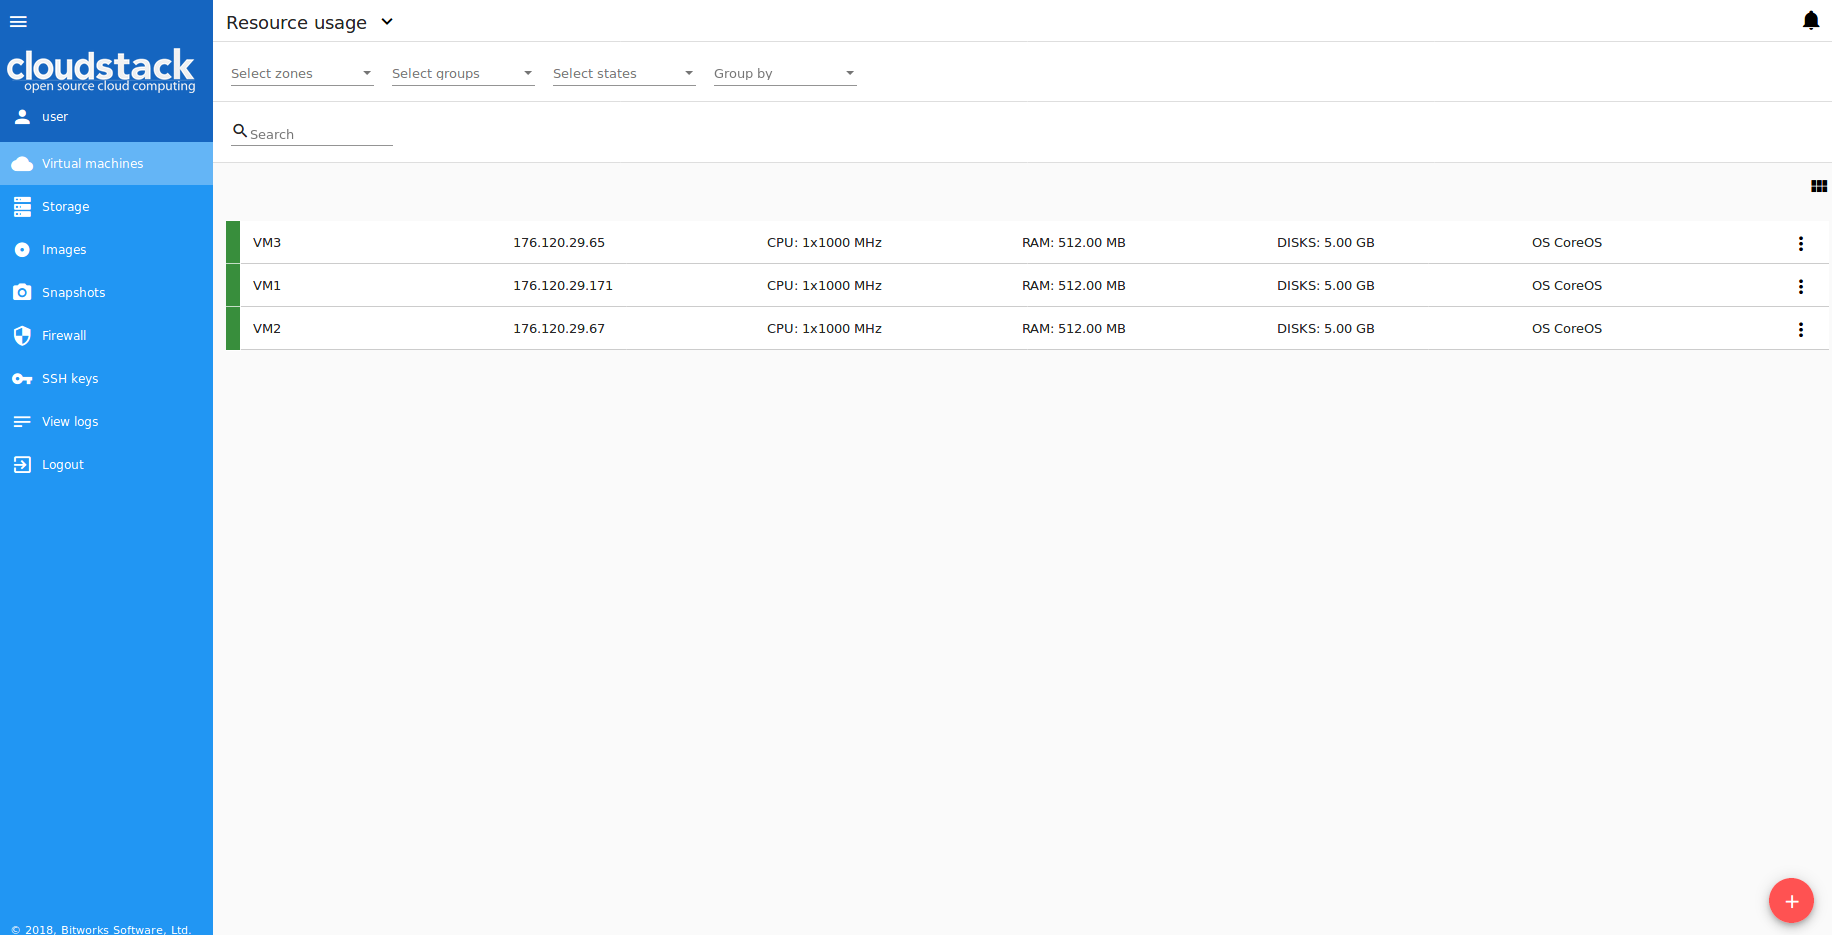 Resource usage
cloudstack
open source cloud computing
user
Virtual machines
Storage
Images
Snapshots
Firewall
SSH keys
View logs
Logout
© 2018, Bitworks Software, Ltd.
Select zones Select groups Select states Group by
Search
VM3 176.120.29.65 CPU: 1x1000 MHz RAM: 512.00 MB DISKS: 5.00 GB OS CoreOS
VM1 176.120.29.171 CPU: 1x1000 MHz RAM: 512.00 MB DISKS: 5.00 GB OS CoreOS
VM2 176.120.29.67 CPU: 1x1000 MHz RAM: 512.00 MB DISKS: 5.00 GB OS CoreOS